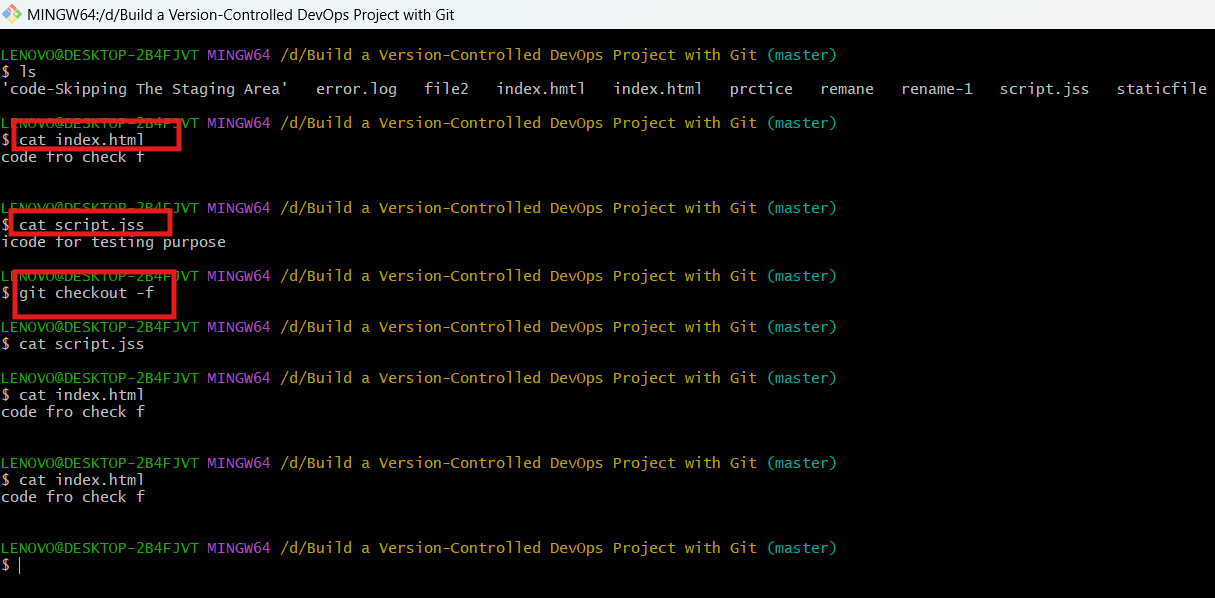 MINGW64:/d/Build a Version-Controlled DevOps Project with Git
LENOVO@DESKTOP-2B4FJVT MINGW64 /d/Build a Version-Controlled DevOps Project with Git (master)
$ ls
'code-Skipping The Staging Area' error.log file2 index.hmtl index.html prctice remane rename-1 script.jss staticfile
LENOVO@DESKTOP-2B4FJVT MINGW64 /d/Build a Version-Controlled DevOps Project with Git (master)
$ cat index.html
code fro check f
LENOVO@DESKTOP-2B4FJVT MINGW64 /d/Build a Version-Controlled DevOps Project with Git (master)
$ cat script.jss
icode for testing purpose
LENOVO@DESKTOP-2B4FJVT MINGW64 /d/Build a Version-Controlled DevOps Project with Git (master)
$ git checkout -f
LENOVO@DESKTOP-2B4FJVT MINGW64 /d/Build a Version-Controlled DevOps Project with Git (master)
$ cat script.jss
LENOVO@DESKTOP-2B4FJVT MINGW64 /d/Build a Version-Controlled DevOps Project with Git (master)
$ cat index.html
code fro check f
LENOVO@DESKTOP-2B4FJVT MINGW64 /d/Build a Version-Controlled DevOps Project with Git (master)
$ cat index.html
code fro check f
LENOVO@DESKTOP-2B4FJVT MINGW64 /d/Build a Version-Controlled DevOps Project with Git (master)
$